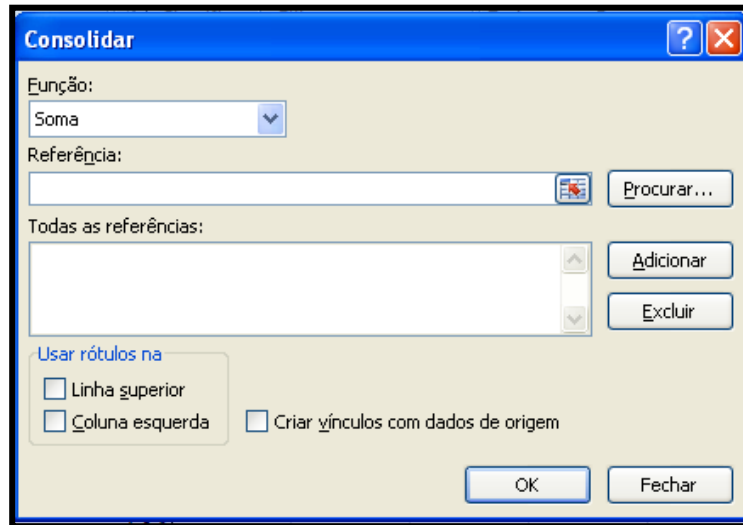 Consolidar
Função:
Soma
Referência:
Procurar...
Todas as referências:
Adicionar
Excluir
Usar rótulos na
Linha superior
Coluna esquerda
Criar vínculos com dados de origem
OK
Fechar